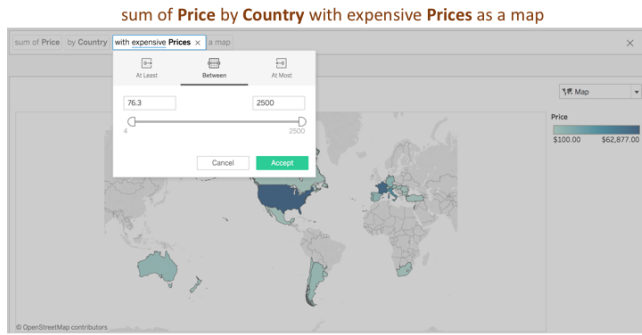 sum of Price by Country with expensive Prices as a map
sum of Price by Country with expensive Prices × a map ×
At Least Between At Most
76.3 2500
4 2500
Cancel Accept
Map
Price
$100.00 $62,877.00
© OpenStreetMap contributors